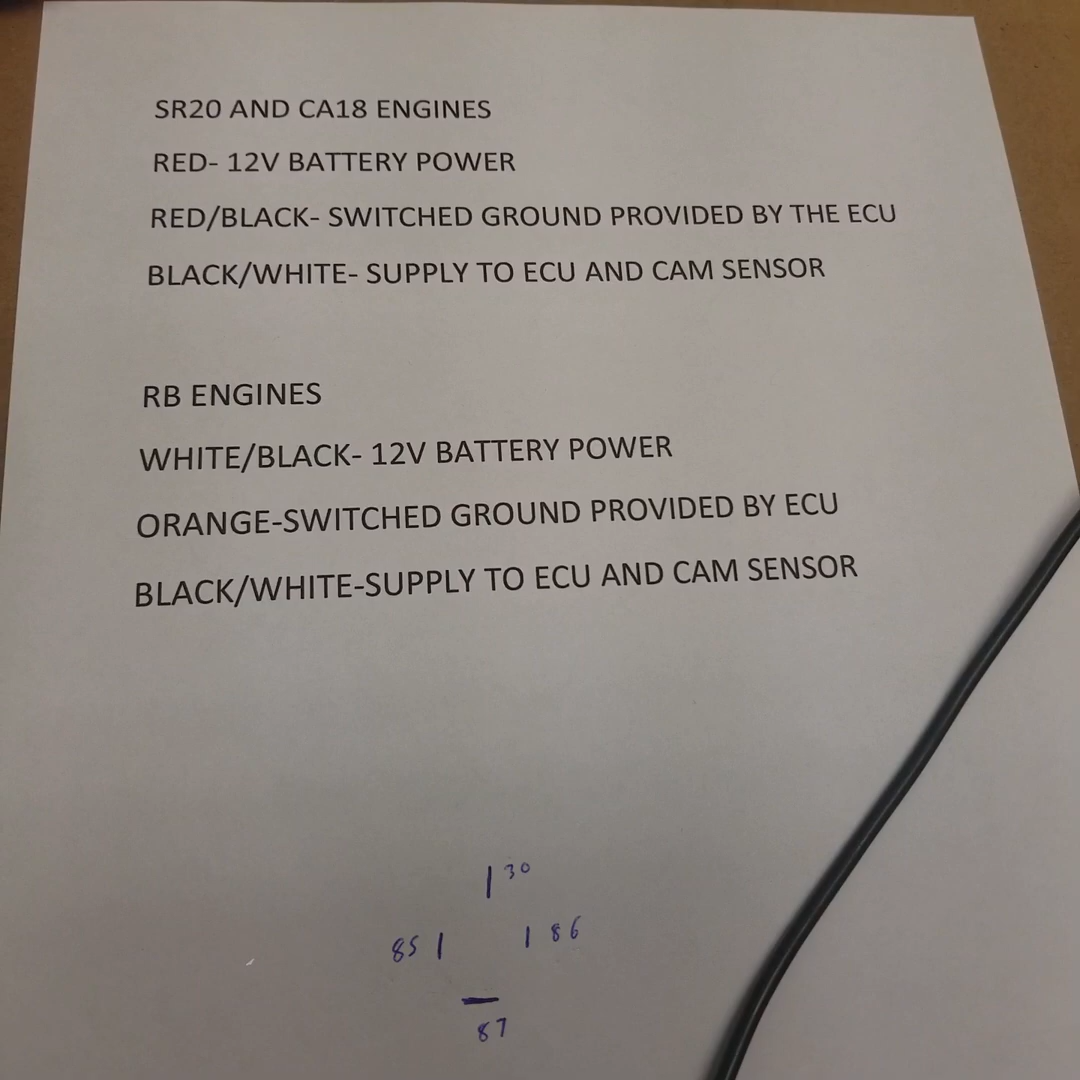 SR20 AND CA18 ENGINES
RED- 12V BATTERY POWER
RED/BLACK- SWITCHED GROUND PROVIDED BY THE ECU
BLACK/WHITE- SUPPLY TO ECU AND CAM SENSOR
RB ENGINES
WHITE/BLACK- 12V BATTERY POWER
ORANGE-SWITCHED GROUND PROVIDED BY ECU
BLACK/WHITE-SUPPLY TO ECU AND CAM SENSOR
30
85 86
87